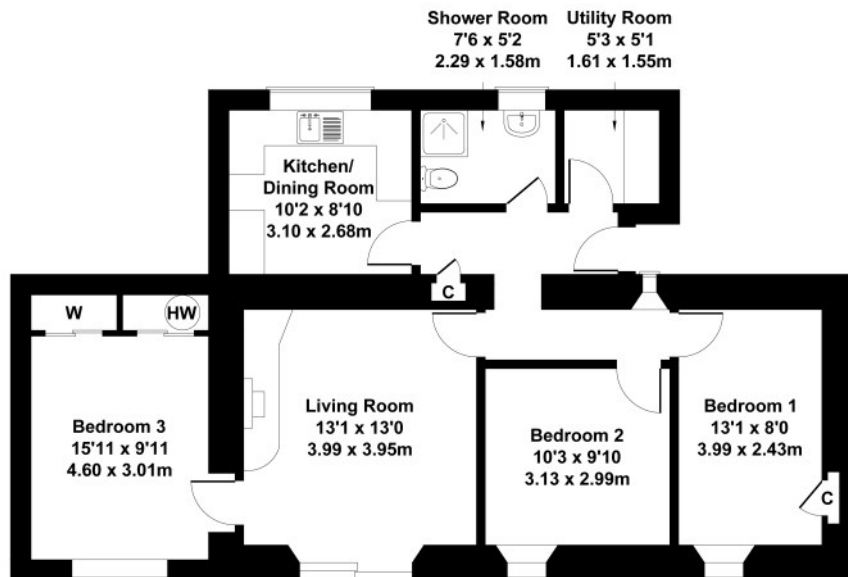 Shower Room
7'6 x 5'2
2.29 x 1.58m
Utility Room
5'3 x 5'1
1.61 x 1.55m
Kitchen/
Dining Room
10'2 x 8'10
3.10 x 2.68m
C
W
HW
Bedroom 3
15'11 x 9'11
4.60 x 3.01m
Living Room
13'1 x 13'0
3.99 x 3.95m
Bedroom 2
10'3 x 9'10
3.13 x 2.99m
Bedroom 1
13'1 x 8'0
3.99 x 2.43m
C